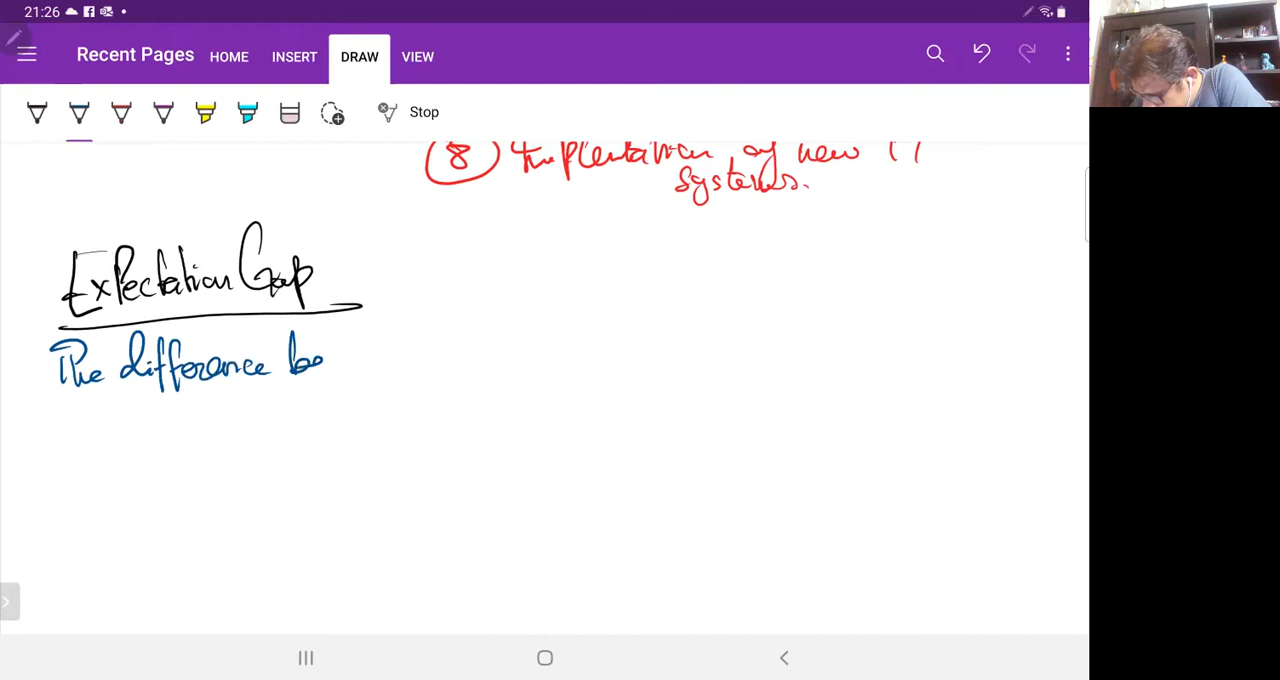 21:26
Recent Pages HOME INSERT DRAW VIEW
Stop
(8) Implentation of new IT
systems.
Expectation Gap
The difference be